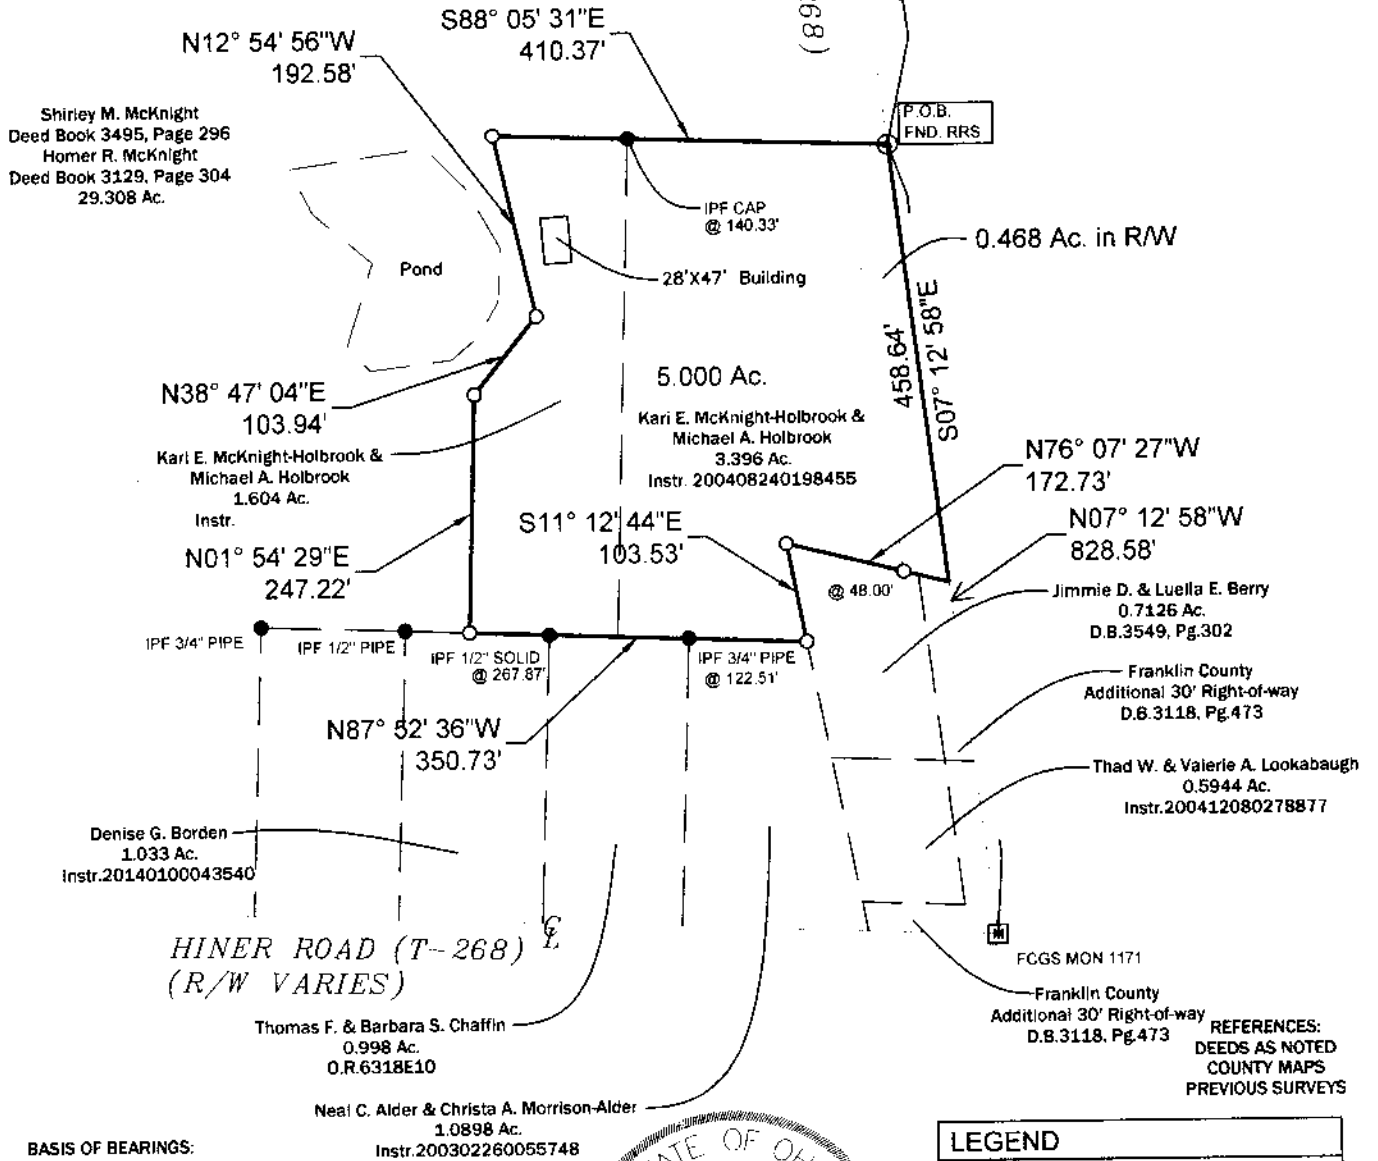 S88° 05' 31"E
410.37'
N12° 54' 56"W
192.58'
68)
Shirley M. McKnight
Deed Book 3495, Page 296
Homer R. McKnight
Deed Book 3129, Page 304
29.308 Ac.
P.O.B.
FND. RRS
IPF CAP
@ 140.33'
0.468 Ac. in R/W
Pond
28'X47' Building
458.64'
S07° 12' 58"E
5.000 Ac.
N38° 47' 04"E
103.94'
Kari E. McKnight-Holbrook &
Michael A. Holbrook
3.396 Ac.
Instr. 200408240198455
Kari E. McKnight-Holbrook &
Michael A. Holbrook
1.604 Ac.
Instr.
N76° 07' 27"W
172.73'
S11° 12' 44"E
103.53'
N07° 12' 58"W
828.58'
N01° 54' 29"E
247.22'
@ 48.00'
Jimmie D. & Luella E. Berry
0.7126 Ac.
D.B.3549, Pg.302
IPF 3/4" PIPE
IPF 1/2" PIPE
IPF 1/2" SOLID
@ 267.87'
IPF 3/4" PIPE
@ 122.51'
Franklin County
Additional 30' Right-of-way
D.B.3118, Pg.473
N87° 52' 36"W
350.73'
Thad W. & Valerie A. Lookabaugh
0.5944 Ac.
Instr.200412080278877
Denise G. Borden
1.033 Ac.
Instr.20140100043540
HINER ROAD (T-268) ℄
(R/W VARIES)
FCGS MON 1171
Franklin County
Additional 30' Right-of-way
D.B.3118, Pg.473
Thomas F. & Barbara S. Chaffin
0.998 Ac.
O.R.6318E10
REFERENCES:
DEEDS AS NOTED
COUNTY MAPS
PREVIOUS SURVEYS
Neal C. Alder & Christa A. Morrison-Alder
1.0898 Ac.
Instr.200302260055748
BASIS OF BEARINGS:
ATE OF OH
LEGEND